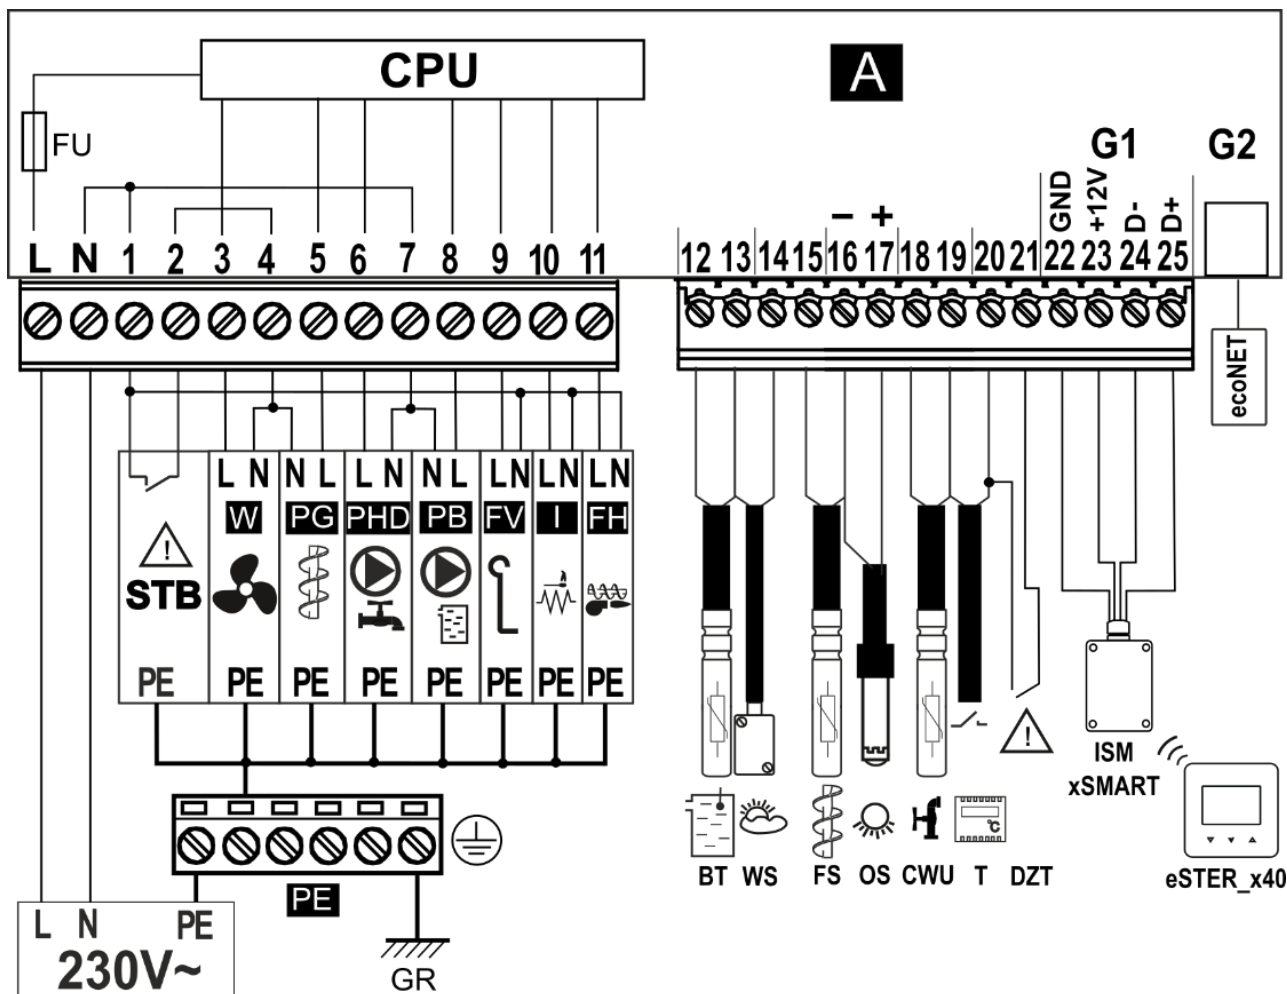 CPU
A
FU
G1
G2
GND
+12V
D-
D+
− +
L N 1 2 3 4 5 6 7 8 9 10 11
12 13 14 15 16 17 18 19 20 21 22 23 24 25
ecoNET
L N N L L N N L L N L N L N
W PG PHD PB FV I FH
STB
PE PE PE PE PE PE PE PE
°C
ISM
xSMART
BT WS FS OS CWU T DZT
eSTER_x40
PE
L N PE
230V~
GR